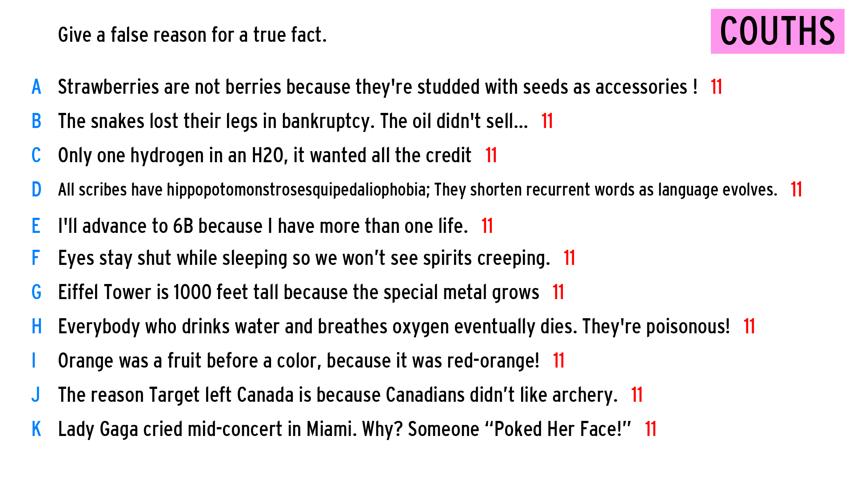 Give a false reason for a true fact.
COUTHS
A Strawberries are not berries because they're studded with seeds as accessories ! 11
B The snakes lost their legs in bankruptcy. The oil didn't sell... 11
C Only one hydrogen in an H20, it wanted all the credit 11
D All scribes have hippopotomonstrosesquipedaliophobia; They shorten recurrent words as language evolves. 11
E I'll advance to 6B because I have more than one life. 11
F Eyes stay shut while sleeping so we won’t see spirits creeping. 11
G Eiffel Tower is 1000 feet tall because the special metal grows 11
H Everybody who drinks water and breathes oxygen eventually dies. They're poisonous! 11
I Orange was a fruit before a color, because it was red-orange! 11
J The reason Target left Canada is because Canadians didn’t like archery. 11
K Lady Gaga cried mid-concert in Miami. Why? Someone “Poked Her Face!” 11